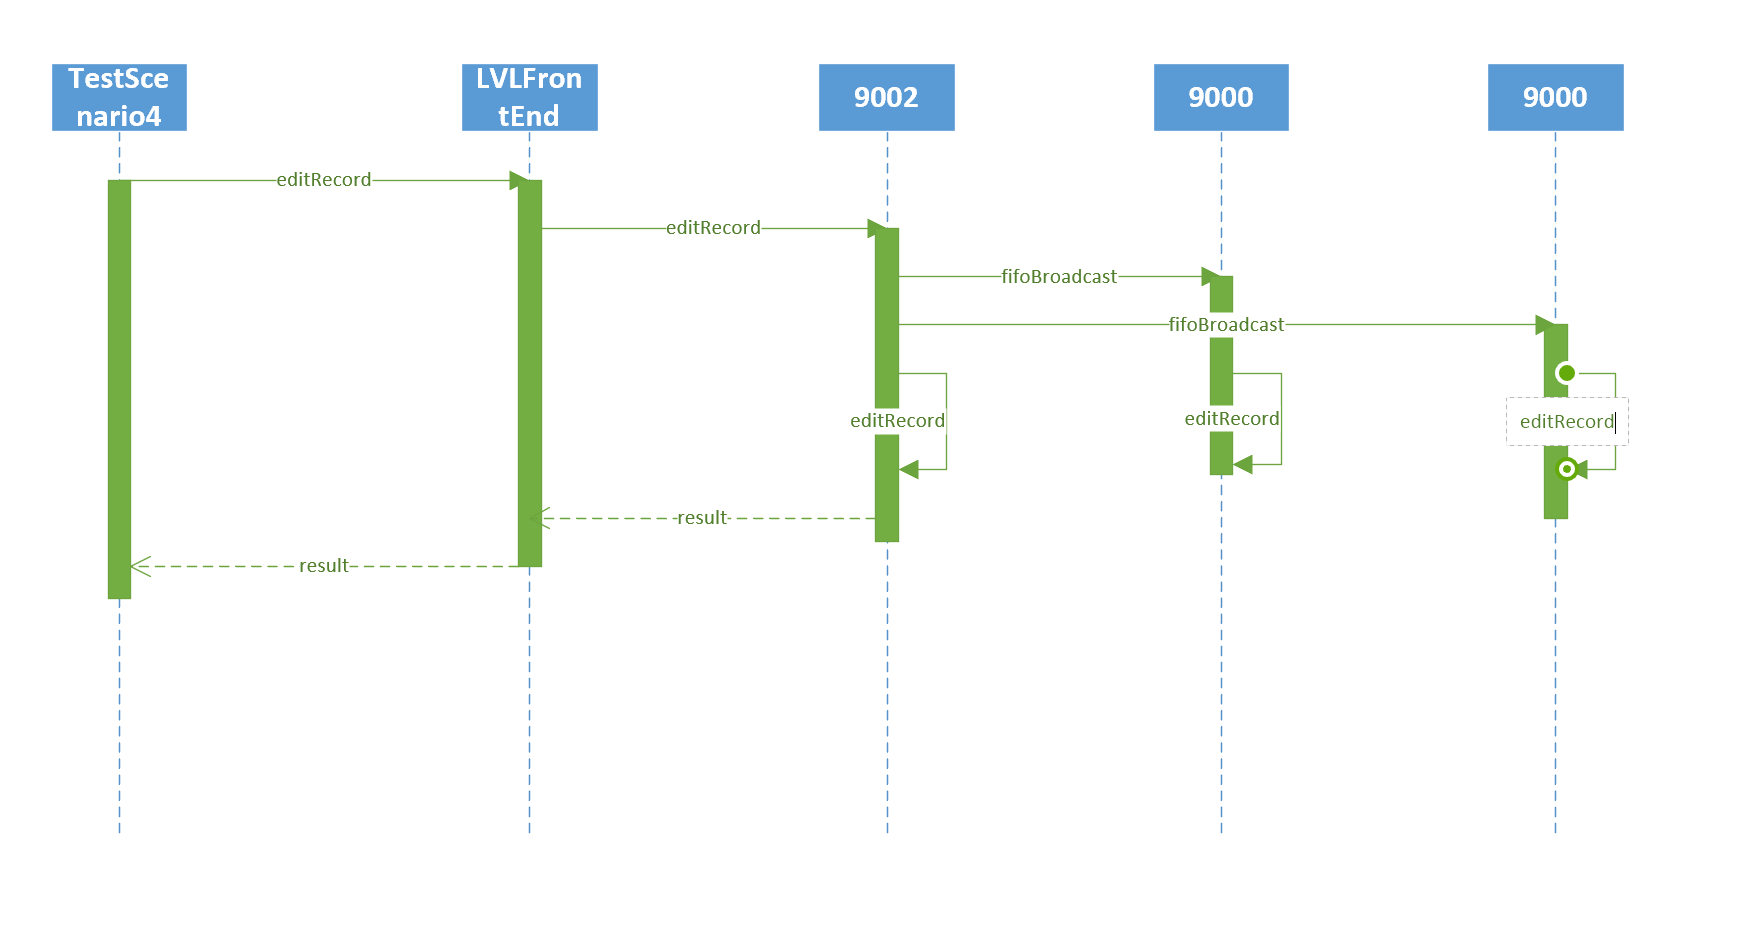 TestSce
nario4
LVLFron
tEnd
9002
9000
9000
editRecord
editRecord
fifoBroadcast
fifoBroadcast
editRecord
editRecord
editRecord
result
result